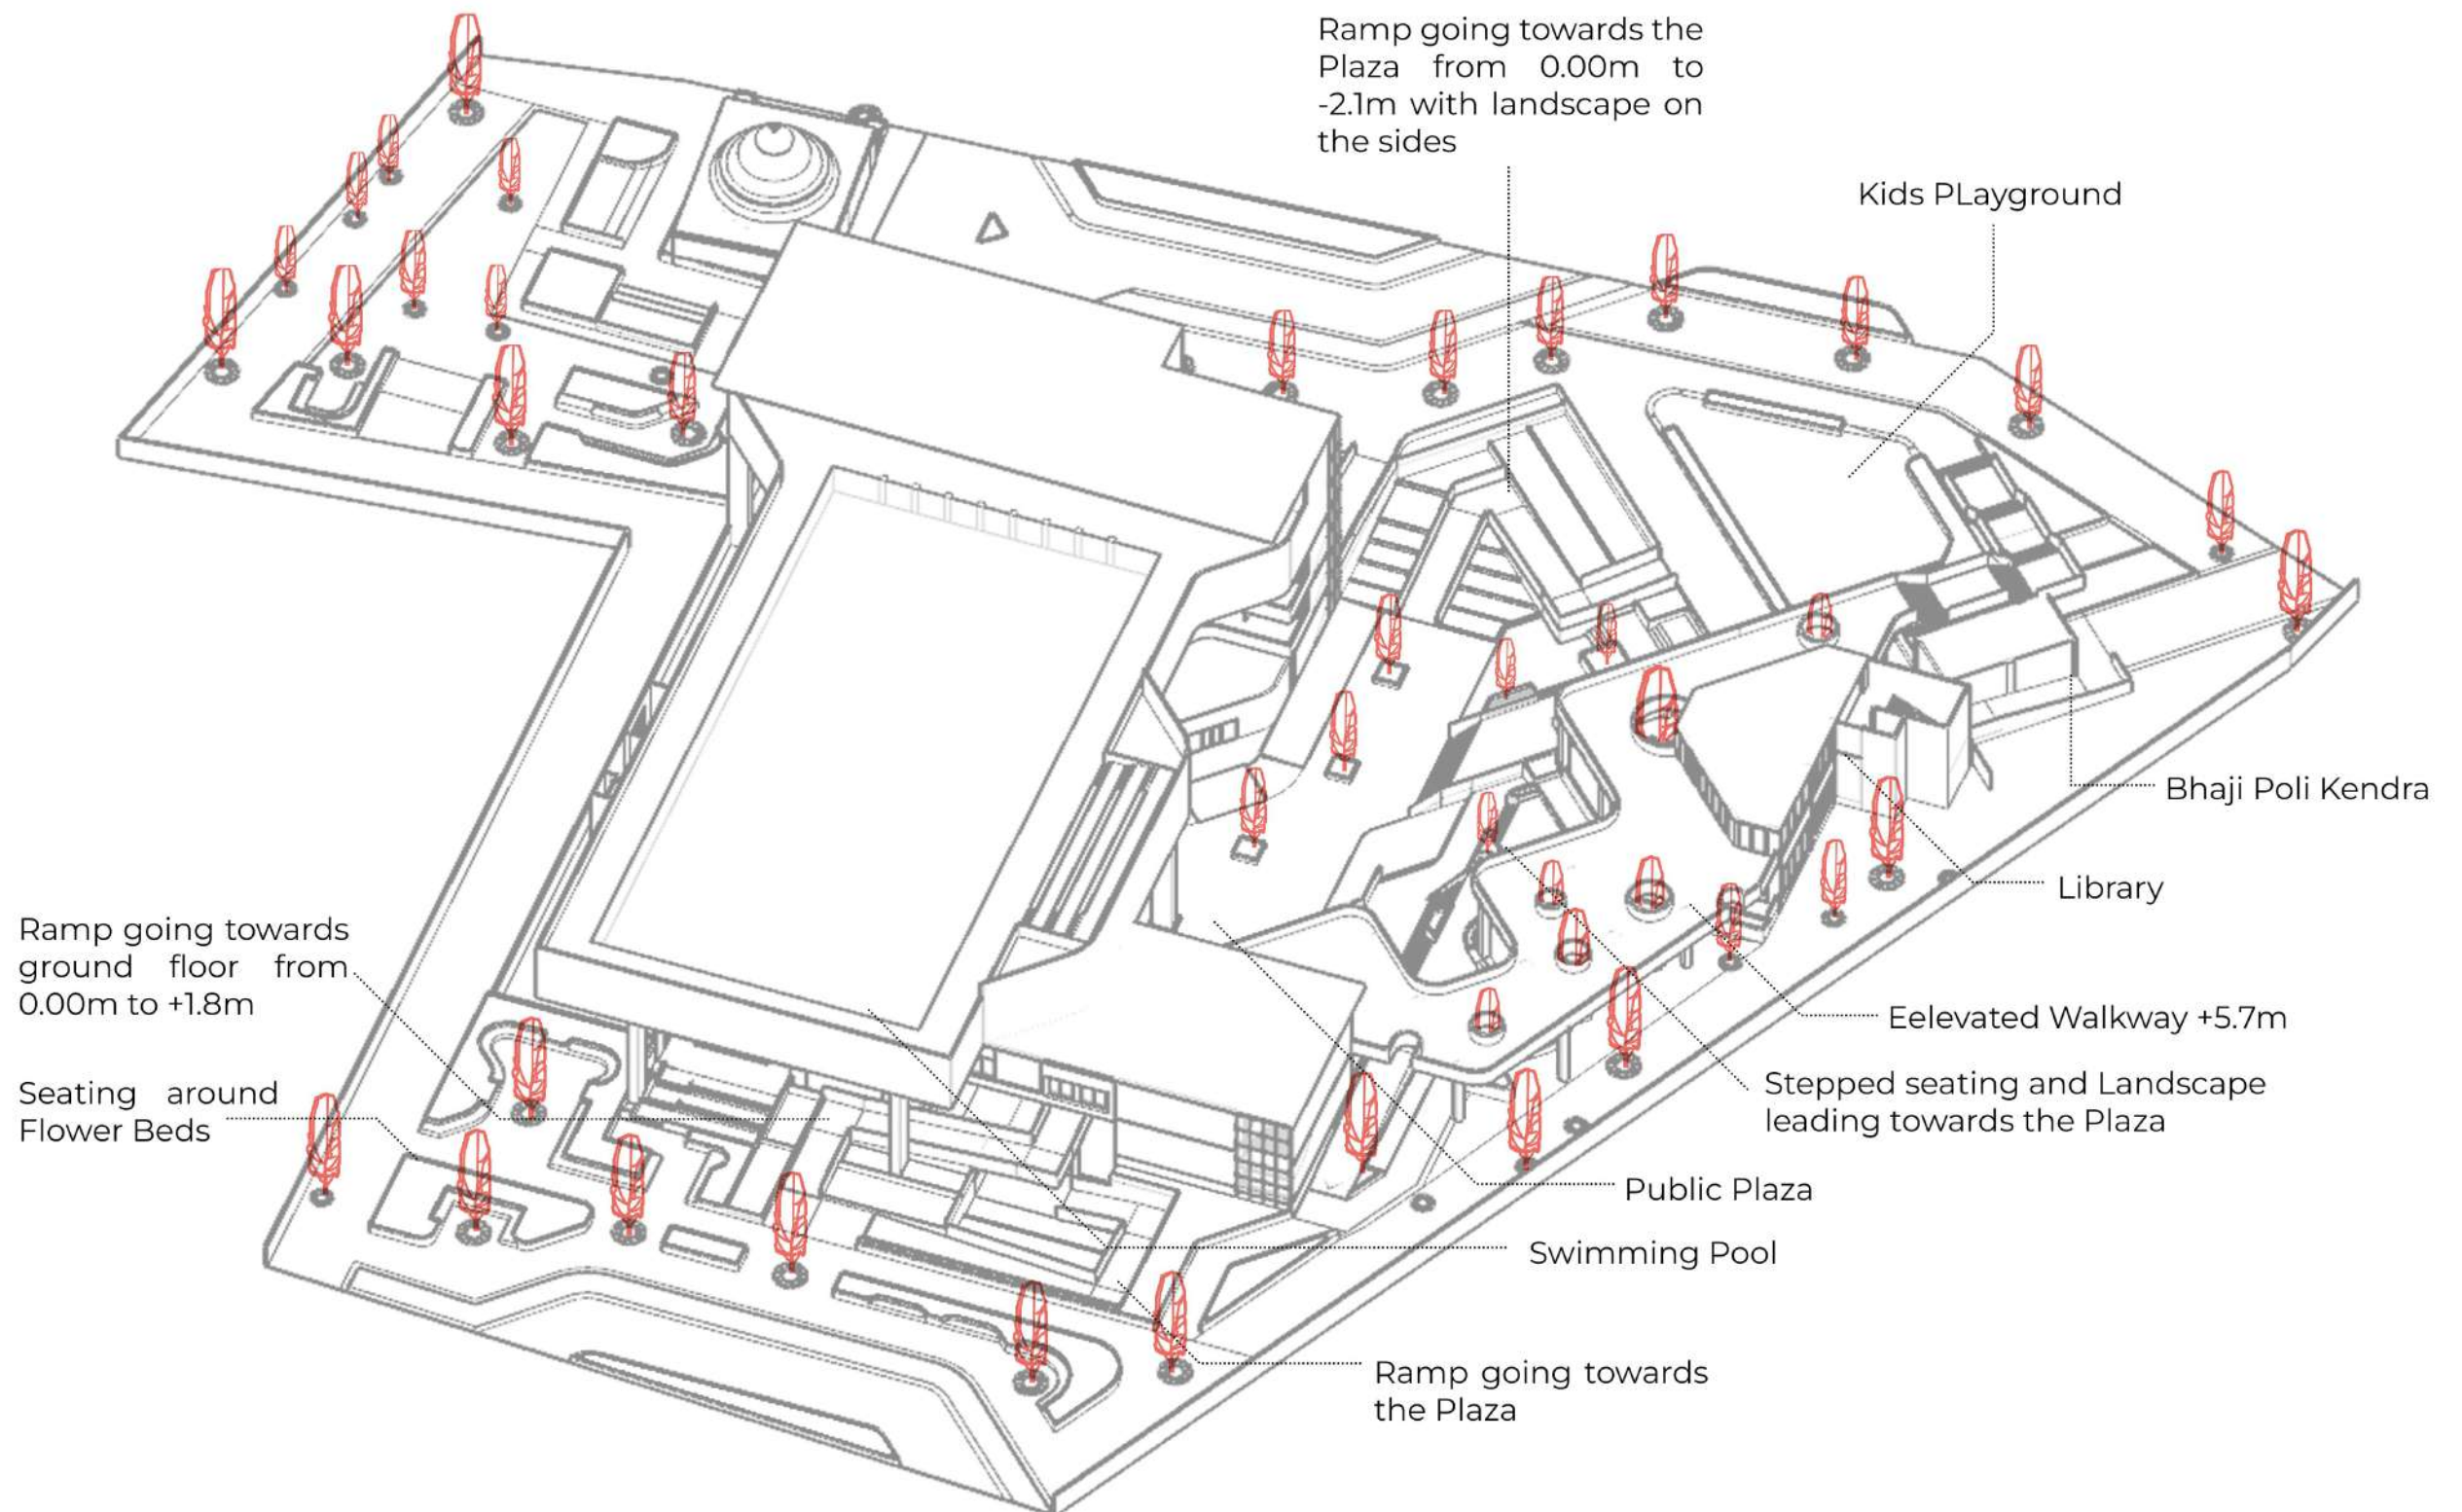 Ramp going towards the
Plaza from 0.00m to
-2.1m with landscape on
the sides
Kids PLayground
Bhaji Poli Kendra
Library
Ramp going towards
ground floor from
0.00m to +1.8m
Eelevated Walkway +5.7m
Seating around
Flower Beds
Stepped seating and Landscape
leading towards the Plaza
Public Plaza
Swimming Pool
Ramp going towards
the Plaza